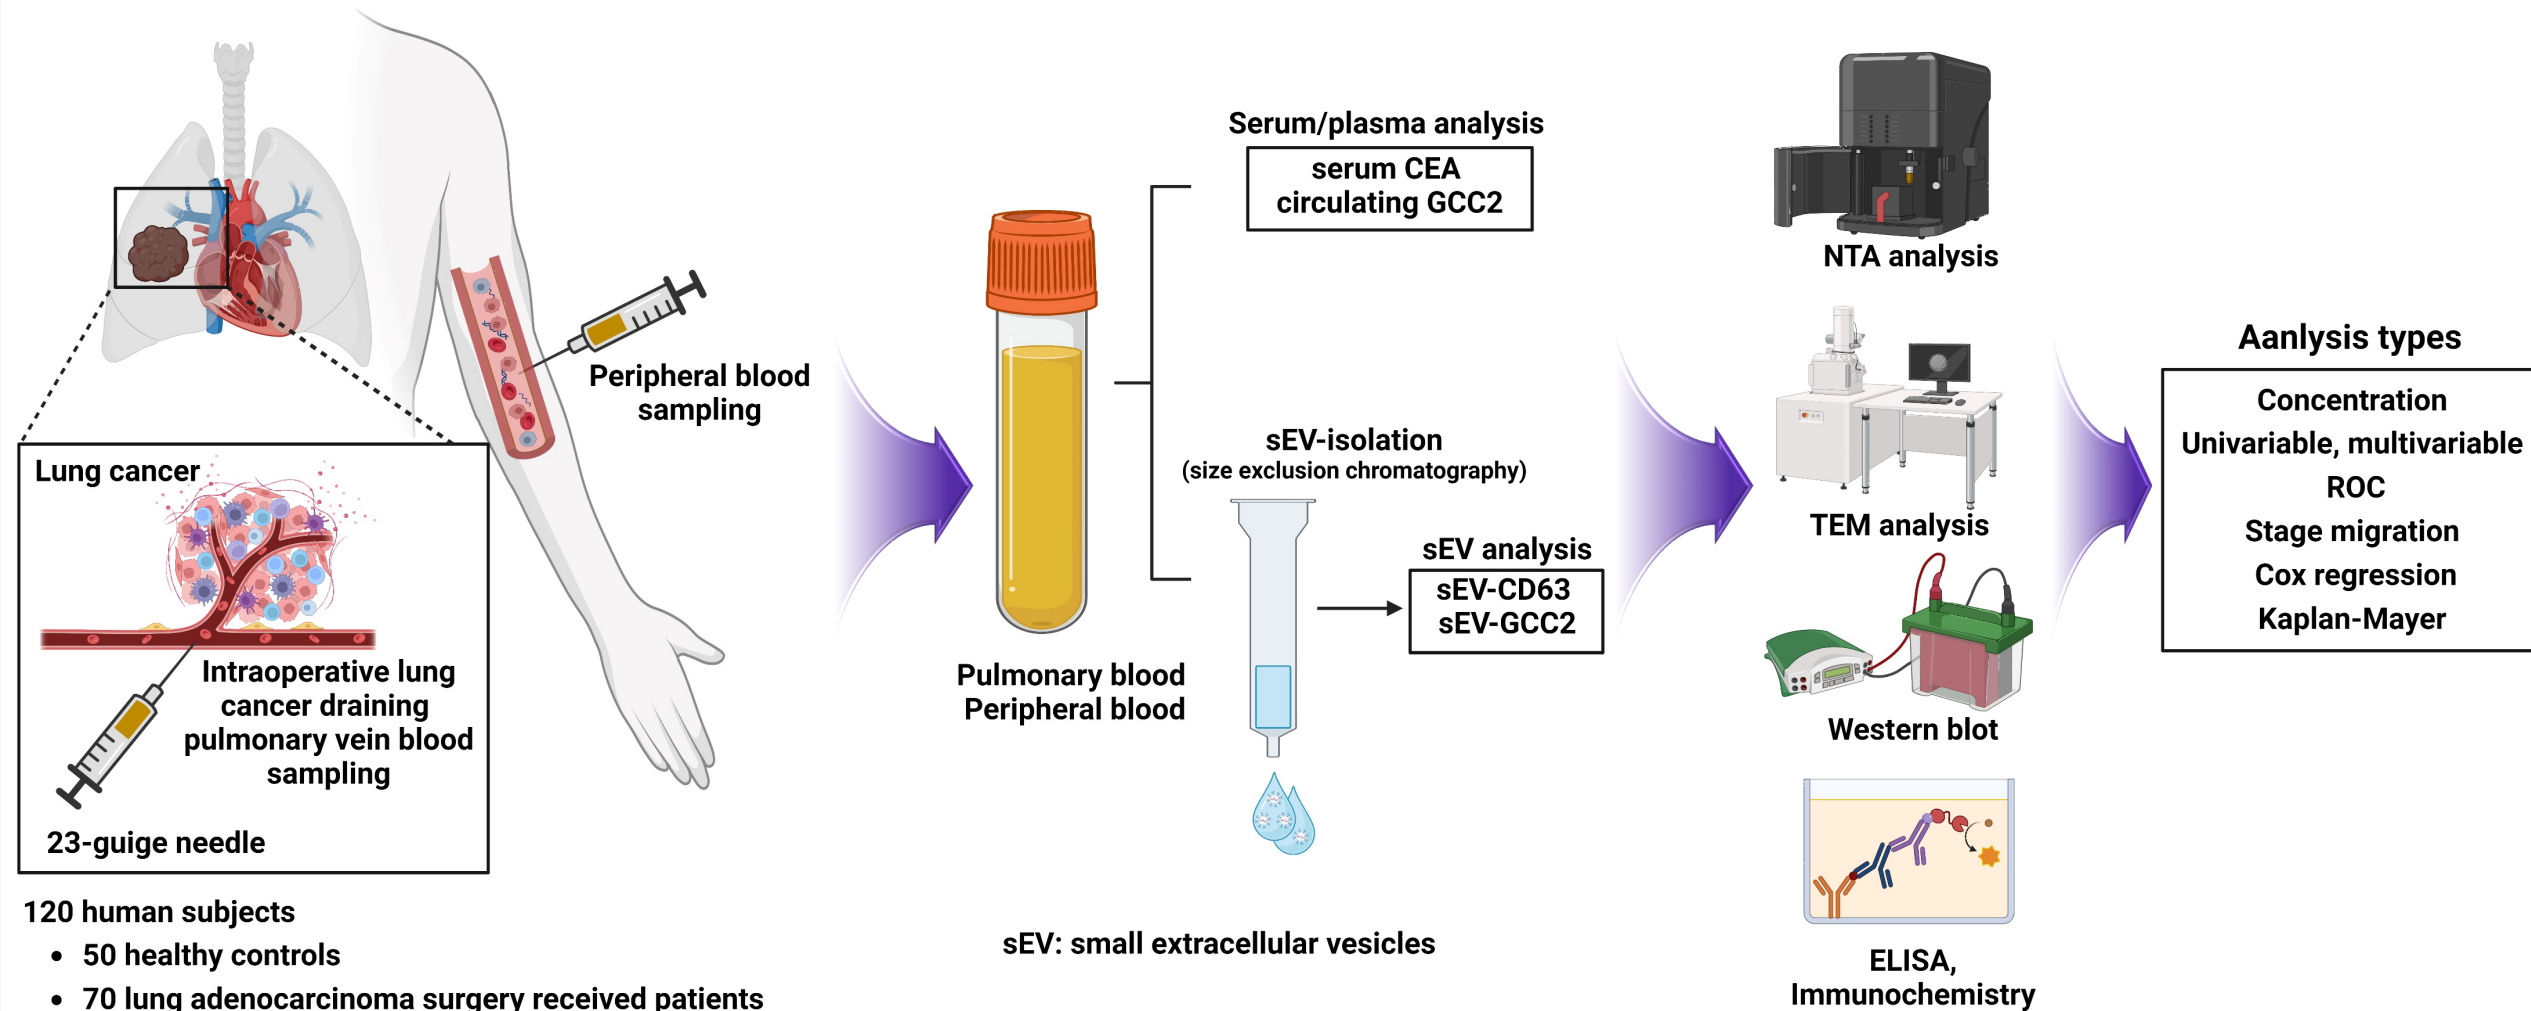 Peripheral blood
sampling
Lung cancer
Intraoperative lung
cancer draining
pulmonary vein blood
sampling
23-guige needle
120 human subjects
• 50 healthy controls
• 70 lung adenocarcinoma surgery received patients
Pulmonary blood
Peripheral blood
Serum/plasma analysis
serum CEA
circulating GCC2
sEV-isolation
(size exclusion chromatography)
sEV analysis
sEV-CD63
sEV-GCC2
sEV: small extracellular vesicles
NTA analysis
TEM analysis
Western blot
ELISA,
Immunochemistry
Aanlysis types
Concentration
Univariable, multivariable
ROC
Stage migration
Cox regression
Kaplan-Mayer